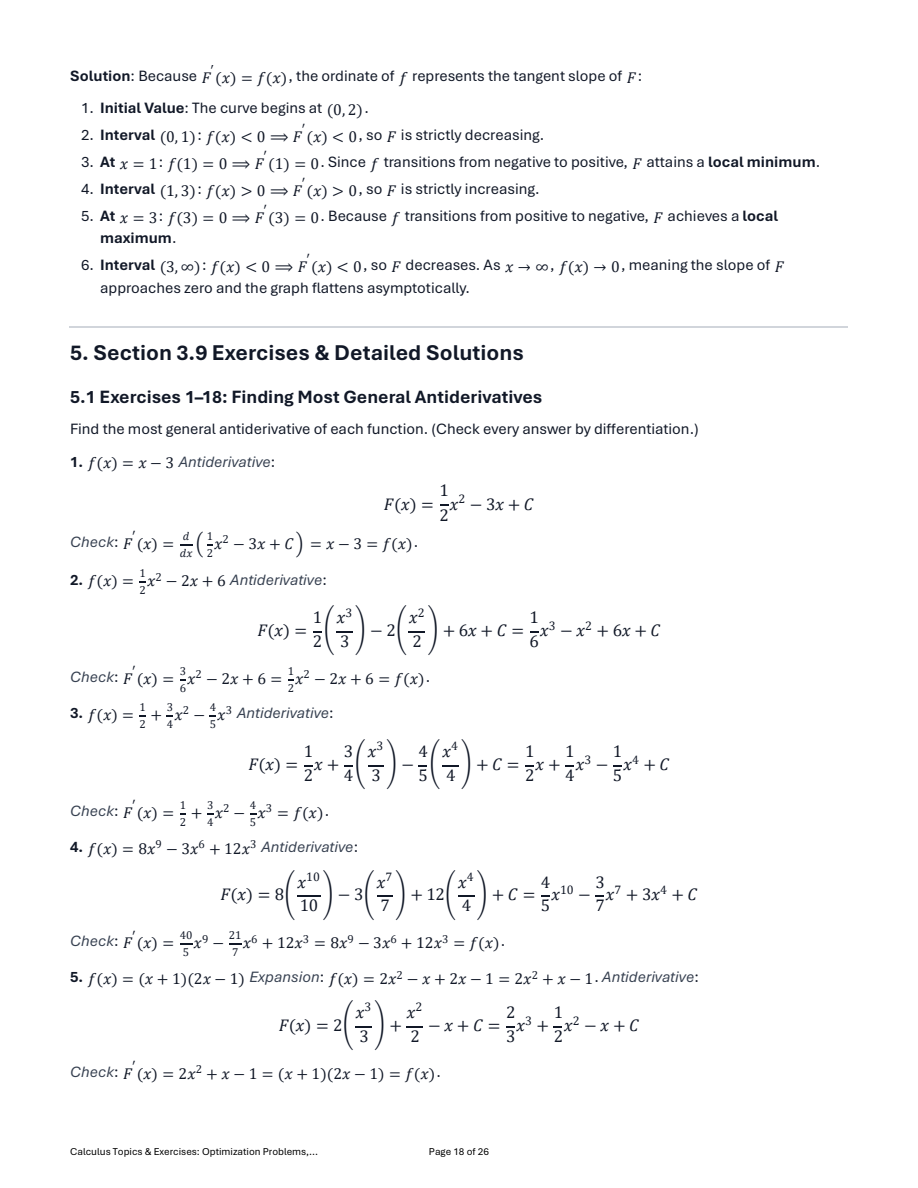 Solution: Because F′(x) = f(x), the ordinate of f represents the tangent slope of F:
1. Initial Value: The curve begins at (0, 2).
2. Interval (0, 1): f(x) < 0 ⟹ F′(x) < 0, so F is strictly decreasing.
3. At x = 1: f(1) = 0 ⟹ F′(1) = 0. Since f transitions from negative to positive, F attains a local minimum.
4. Interval (1, 3): f(x) > 0 ⟹ F′(x) > 0, so F is strictly increasing.
5. At x = 3: f(3) = 0 ⟹ F′(3) = 0. Because f transitions from positive to negative, F achieves a local
maximum.
6. Interval (3, ∞): f(x) < 0 ⟹ F′(x) < 0, so F decreases. As x → ∞, f(x) → 0, meaning the slope of F
approaches zero and the graph flattens asymptotically.
5. Section 3.9 Exercises & Detailed Solutions
5.1 Exercises 1–18: Finding Most General Antiderivatives
Find the most general antiderivative of each function. (Check every answer by differentiation.)
1. f(x) = x − 3 Antiderivative:
F(x) = 1/2 x² − 3x + C
Check: F′(x) = d/dx (1/2 x² − 3x + C) = x − 3 = f(x).
2. f(x) = 1/2 x² − 2x + 6 Antiderivative:
F(x) = 1/2 (x³/3) − 2 (x²/2) + 6x + C = 1/6 x³ − x² + 6x + C
Check: F′(x) = 3/6 x² − 2x + 6 = 1/2 x² − 2x + 6 = f(x).
3. f(x) = 1/2 + 3/4 x² − 4/5 x³ Antiderivative:
F(x) = 1/2 x + 3/4 (x³/3) − 4/5 (x⁴/4) + C = 1/2 x + 1/4 x³ − 1/5 x⁴ + C
Check: F′(x) = 1/2 + 3/4 x² − 4/5 x³ = f(x).
4. f(x) = 8x⁹ − 3x⁶ + 12x³ Antiderivative:
F(x) = 8 (x¹⁰/10) − 3 (x⁷/7) + 12 (x⁴/4) + C = 4/5 x¹⁰ − 3/7 x⁷ + 3x⁴ + C
Check: F′(x) = 40/5 x⁹ − 21/7 x⁶ + 12x³ = 8x⁹ − 3x⁶ + 12x³ = f(x).
5. f(x) = (x + 1)(2x − 1) Expansion: f(x) = 2x² − x + 2x − 1 = 2x² + x − 1. Antiderivative:
F(x) = 2 (x³/3) + x²/2 − x + C = 2/3 x³ + 1/2 x² − x + C
Check: F′(x) = 2x² + x − 1 = (x + 1)(2x − 1) = f(x).
Calculus Topics & Exercises: Optimization Problems,... Page 18 of 26